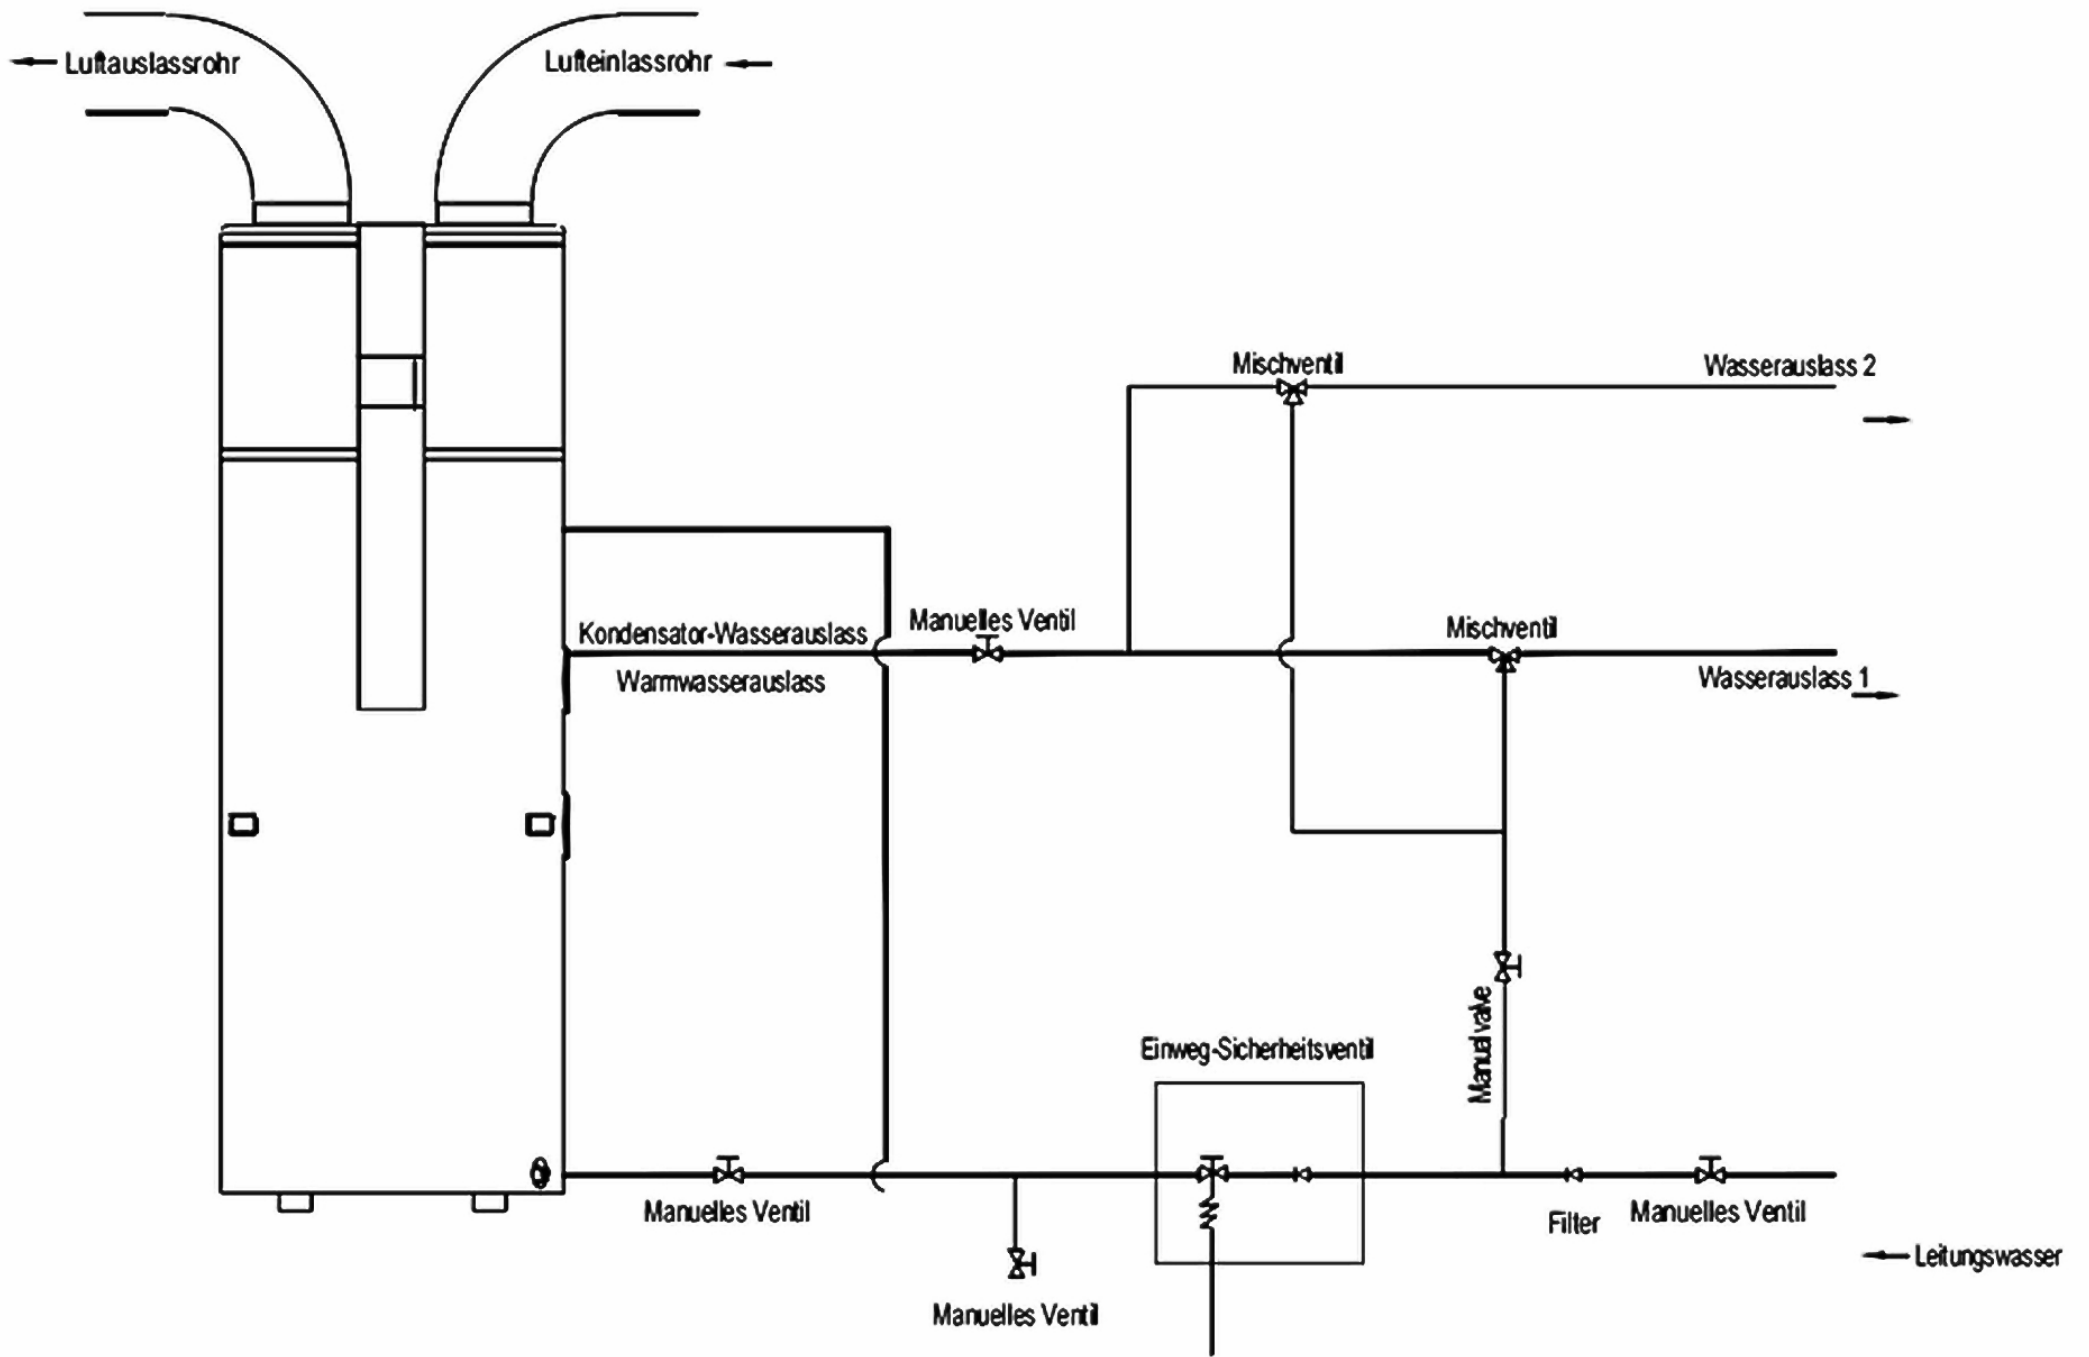 Luftauslassrohr
Lufteinlassrohr
Mischventil
Wasserauslass 2
Manuelles Ventil
Kondensator-Wasserauslass
Mischventil
Warmwasserauslass
Wasserauslass 1
Manual valve
Einweg-Sicherheitsventil
Manuelles Ventil
Filter
Manuelles Ventil
Leitungswasser
Manuelles Ventil